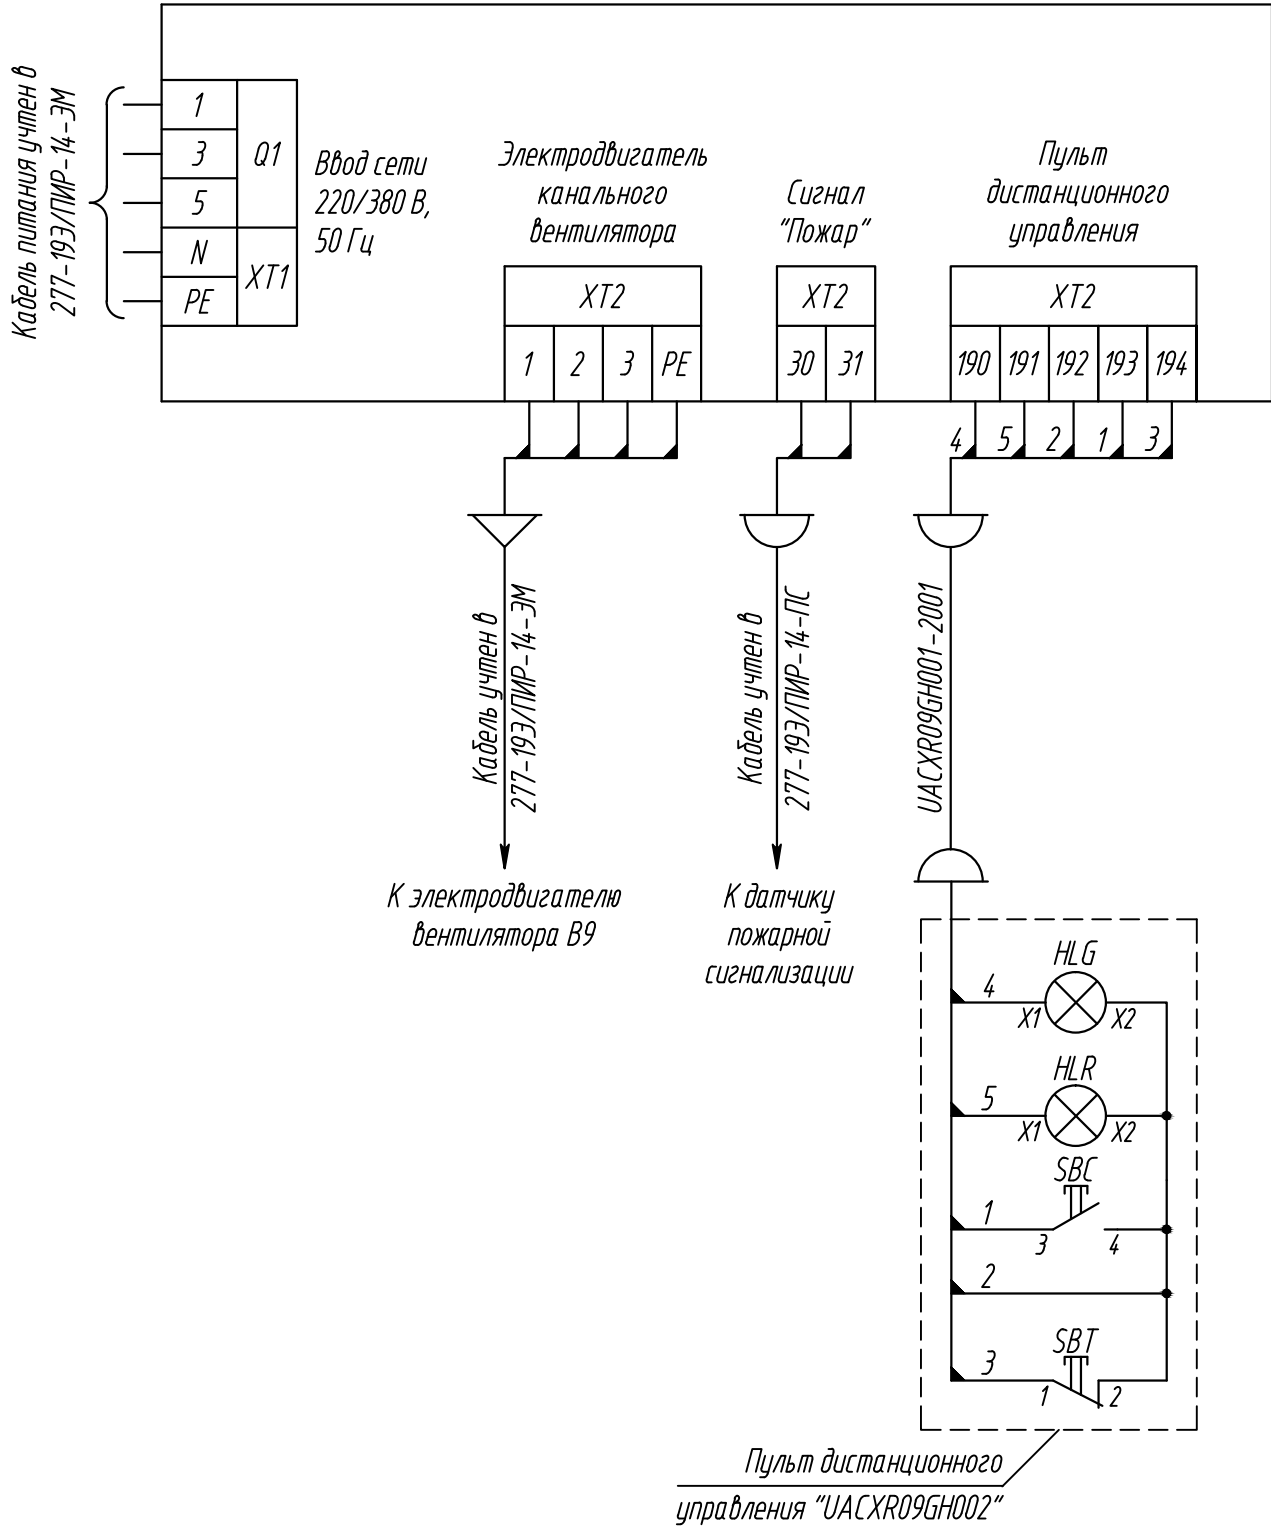 Кабель питания учтен в
277-19Э/ПИР-14-ЭМ
1
3
5
N
PE
Q1
XT1
Ввод сети
220/380 В,
50 Гц
Электродвигатель
канального
вентилятора
XT2
1 2 3 PE
Сигнал
"Пожар"
XT2
30 31
Пульт
дистанционного
управления
XT2
190 191 192 193 194
4 5 2 1 3
Кабель учтен в
277-19Э/ПИР-14-ЭМ
Кабель учтен в
277-19Э/ПИР-14-ПС
UACXR09GH001-2001
К электродвигателю
вентилятора В9
К датчику
пожарной
сигнализации
HLG
4
X1 X2
HLR
5
X1 X2
SBC
1
3 4
2
SBT
3
1 2
Пульт дистанционного
управления "UACXR09GH002"